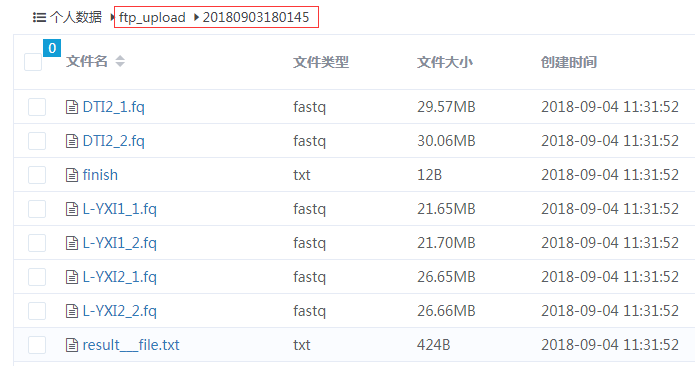 个人数据 ftp_upload 20180903180145
0
文件名 文件类型 文件大小 创建时间
DTI2_1.fq fastq 29.57MB 2018-09-04 11:31:52
DTI2_2.fq fastq 30.06MB 2018-09-04 11:31:52
finish txt 12B 2018-09-04 11:31:52
L-YXI1_1.fq fastq 21.65MB 2018-09-04 11:31:52
L-YXI1_2.fq fastq 21.70MB 2018-09-04 11:31:52
L-YXI2_1.fq fastq 26.65MB 2018-09-04 11:31:52
L-YXI2_2.fq fastq 26.66MB 2018-09-04 11:31:52
result___file.txt txt 424B 2018-09-04 11:31:52